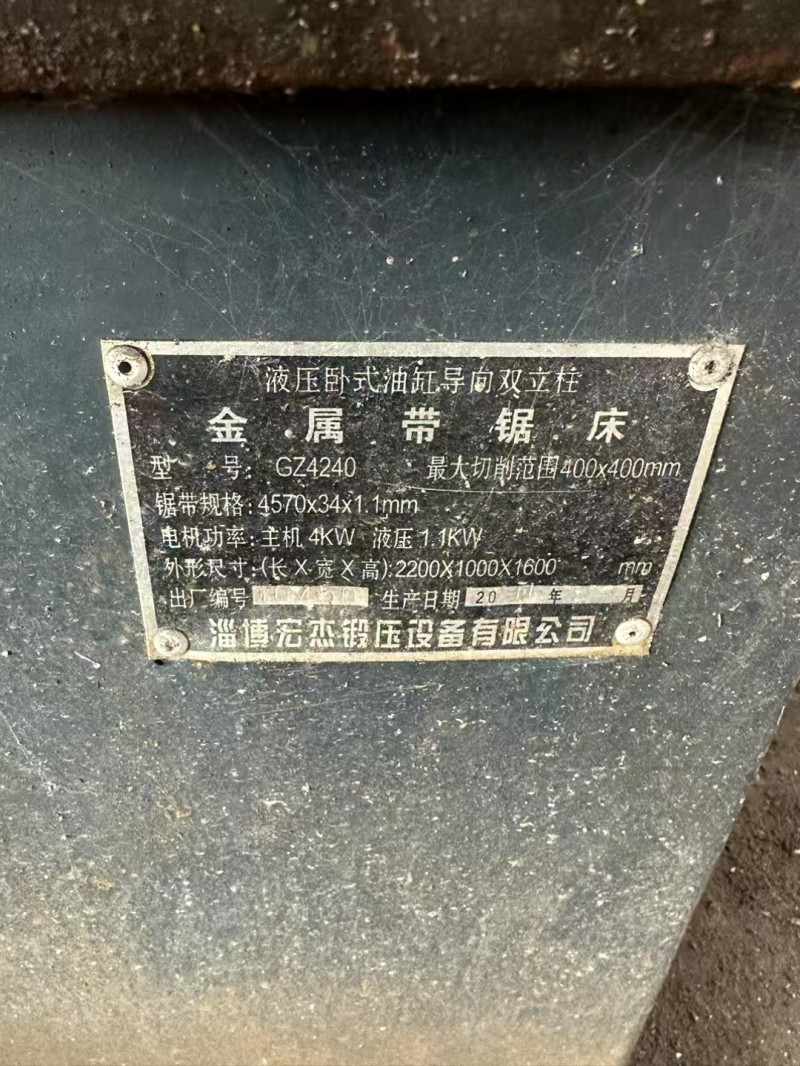 液压卧式油缸导向双立柱
金属带锯床
型 号: GZ4240 最大切削范围400x400mm
锯带规格:4570x34x1.1mm
电机功率:主机4KW 液压1.1KW
外形尺寸:(长X宽X高):2200X1000X1600 mm
出厂编号 生产日期 20 年 月
淄博宏杰锻压设备有限公司